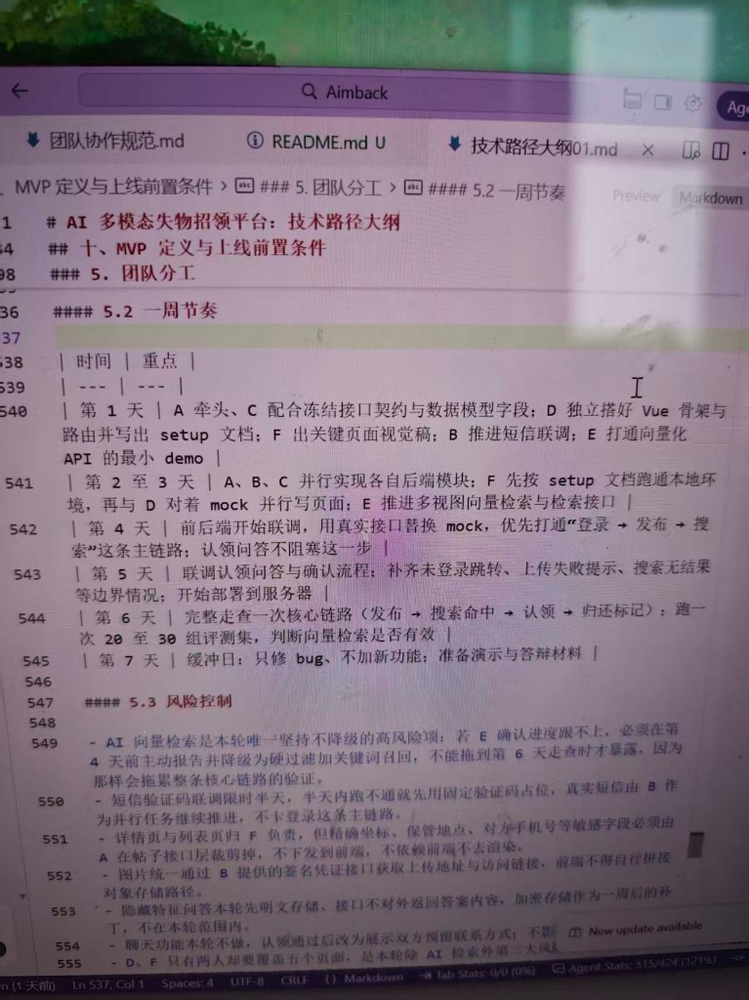 Aimback
Age
团队协作规范.md
README.md U
技术路径大纲01.md
MVP 定义与上线前置条件 > ### 5. 团队分工 > #### 5.2 一周节奏
Preview
Markdown
1 # AI 多模态失物招领平台：技术路径大纲
## 十、MVP 定义与上线前置条件
### 5. 团队分工
36 #### 5.2 一周节奏
37
538 | 时间 | 重点 |
539 | --- | --- |
540 | 第 1 天 | A 牵头、C 配合冻结接口契约与数据模型字段；D 独立搭好 Vue 骨架与
路由并写出 setup 文档；F 出关键页面视觉稿；B 推进短信联调；E 打通向量化
API 的最小 demo |
541 | 第 2 至 3 天 | A、B、C 并行实现各自后端模块；F 先按 setup 文档跑通本地环
境，再与 D 对着 mock 并行写页面；E 推进多视图向量检索与检索接口 |
542 | 第 4 天 | 前后端开始联调，用真实接口替换 mock，优先打通“登录 → 发布 → 搜
索”这条主链路；认领问答不阻塞这一步 |
543 | 第 5 天 | 联调认领问答与确认流程；补齐未登录跳转、上传失败提示、搜索无结果
等边界情况；开始部署到服务器 |
544 | 第 6 天 | 完整走查一次核心链路（发布 → 搜索命中 → 认领 → 归还标记）；跑一
次 20 至 30 组评测集，判断向量检索是否有效 |
545 | 第 7 天 | 缓冲日：只修 bug、不加新功能；准备演示与答辩材料 |
546
547 #### 5.3 风险控制
548
549 - AI 向量检索是本轮唯一坚持不降级的高风险项；若 E 确认进度跟不上，必须在第
4 天前主动报告并降级为硬过滤加关键词召回，不能拖到第 6 天走查时才暴露，因为
那样会拖累整条核心链路的验证。
550 - 短信验证码联调限时半天，半天内跑不通就先用固定验证码占位，真实短信由 B 作
为并行任务继续推进，不卡登录这条主链路。
551 - 详情页与列表页归 F 负责，但精确坐标、保管地点、对方手机号等敏感字段必须由
A 在帖子接口层裁剪掉，不下发到前端，不依赖前端不去渲染。
552 - 图片统一通过 B 提供的签名凭证接口获取上传地址与访问链接，前端不得自行拼接
对象存储路径。
553 - 隐藏特征问答本轮先明文存储、接口不对外返回答案内容，加密存储作为一周后的补
丁，不在本轮范围内。
554 - 聊天功能本轮不做，认领通过后改为展示双方预留联系方式；不
555 - D、F 只有两人却要覆盖五个页面，是本轮除 AI 检索外第二大风
New update available
(1 天前) Ln 537, Col 1 Spaces: 4 UTF-8 CRLF {} Markdown Tab Stats: 0/0 (0%) Agent Stats: 515/424 (121%)